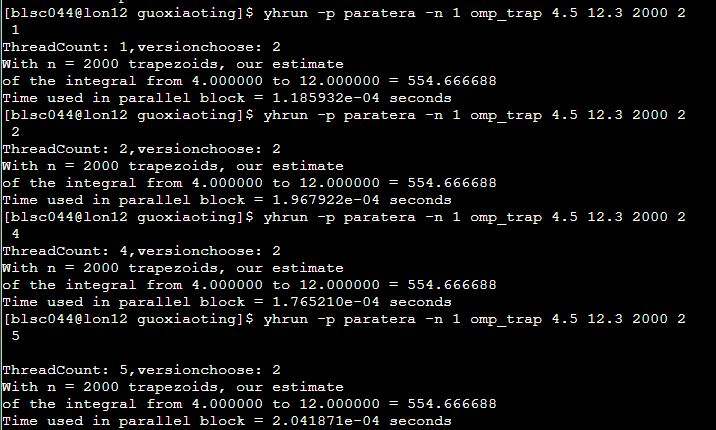 [blsc044@lon12 guoxiaoting]$ yhrun -p paratera -n 1 omp_trap 4.5 12.3 2000 2
1
ThreadCount: 1,versionchoose: 2
With n = 2000 trapezoids, our estimate
of the integral from 4.000000 to 12.000000 = 554.666688
Time used in parallel block = 1.185932e-04 seconds
[blsc044@lon12 guoxiaoting]$ yhrun -p paratera -n 1 omp_trap 4.5 12.3 2000 2
2
ThreadCount: 2,versionchoose: 2
With n = 2000 trapezoids, our estimate
of the integral from 4.000000 to 12.000000 = 554.666688
Time used in parallel block = 1.967922e-04 seconds
[blsc044@lon12 guoxiaoting]$ yhrun -p paratera -n 1 omp_trap 4.5 12.3 2000 2
4
ThreadCount: 4,versionchoose: 2
With n = 2000 trapezoids, our estimate
of the integral from 4.000000 to 12.000000 = 554.666688
Time used in parallel block = 1.765210e-04 seconds
[blsc044@lon12 guoxiaoting]$ yhrun -p paratera -n 1 omp_trap 4.5 12.3 2000 2
5
ThreadCount: 5,versionchoose: 2
With n = 2000 trapezoids, our estimate
of the integral from 4.000000 to 12.000000 = 554.666688
Time used in parallel block = 2.041871e-04 seconds